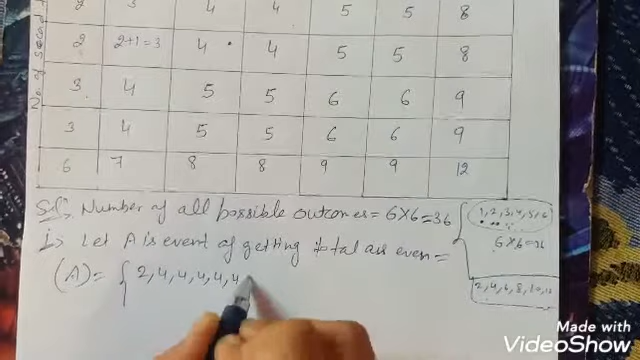 2 3 4 4 5 5 8
2 2+1=3 4 4 5 5 8
3 4 5 5 6 6 9
3 4 5 5 6 6 9
6 7 8 8 9 9 12
No. of second
Solⁿ, Number of all possible outcomes = 6×6=36
1,2,3,4,5,6
6×6=36
i> Let A is event of getting total as even =
(A) = { 2,4,4,4,4,4
2,4,6,8,10,12
Made with
VideoShow